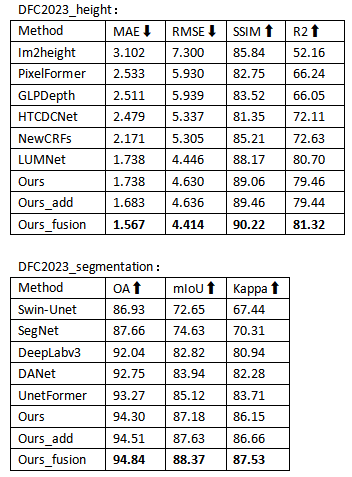 DFC2023_height：
Method MAE⬇ RMSE⬇ SSIM⬆ R2⬆
Im2height 3.102 7.300 85.84 52.16
PixelFormer 2.533 5.930 82.75 66.24
GLPDepth 2.511 5.939 83.52 66.05
HTCDCNet 2.479 5.337 81.35 72.11
NewCRFs 2.171 5.305 85.21 72.63
LUMNet 1.738 4.446 88.17 80.70
Ours 1.738 4.630 89.06 79.46
Ours_add 1.683 4.636 89.46 79.44
Ours_fusion 1.567 4.414 90.22 81.32
DFC2023_segmentation：
Method OA⬆ mIoU⬆ Kappa⬆
Swin-Unet 86.93 72.65 67.44
SegNet 87.66 74.63 70.31
DeepLabv3 92.04 82.82 80.94
DANet 92.75 83.94 82.28
UnetFormer 93.27 85.12 83.71
Ours 94.30 87.18 86.15
Ours_add 94.51 87.63 86.66
Ours_fusion 94.84 88.37 87.53